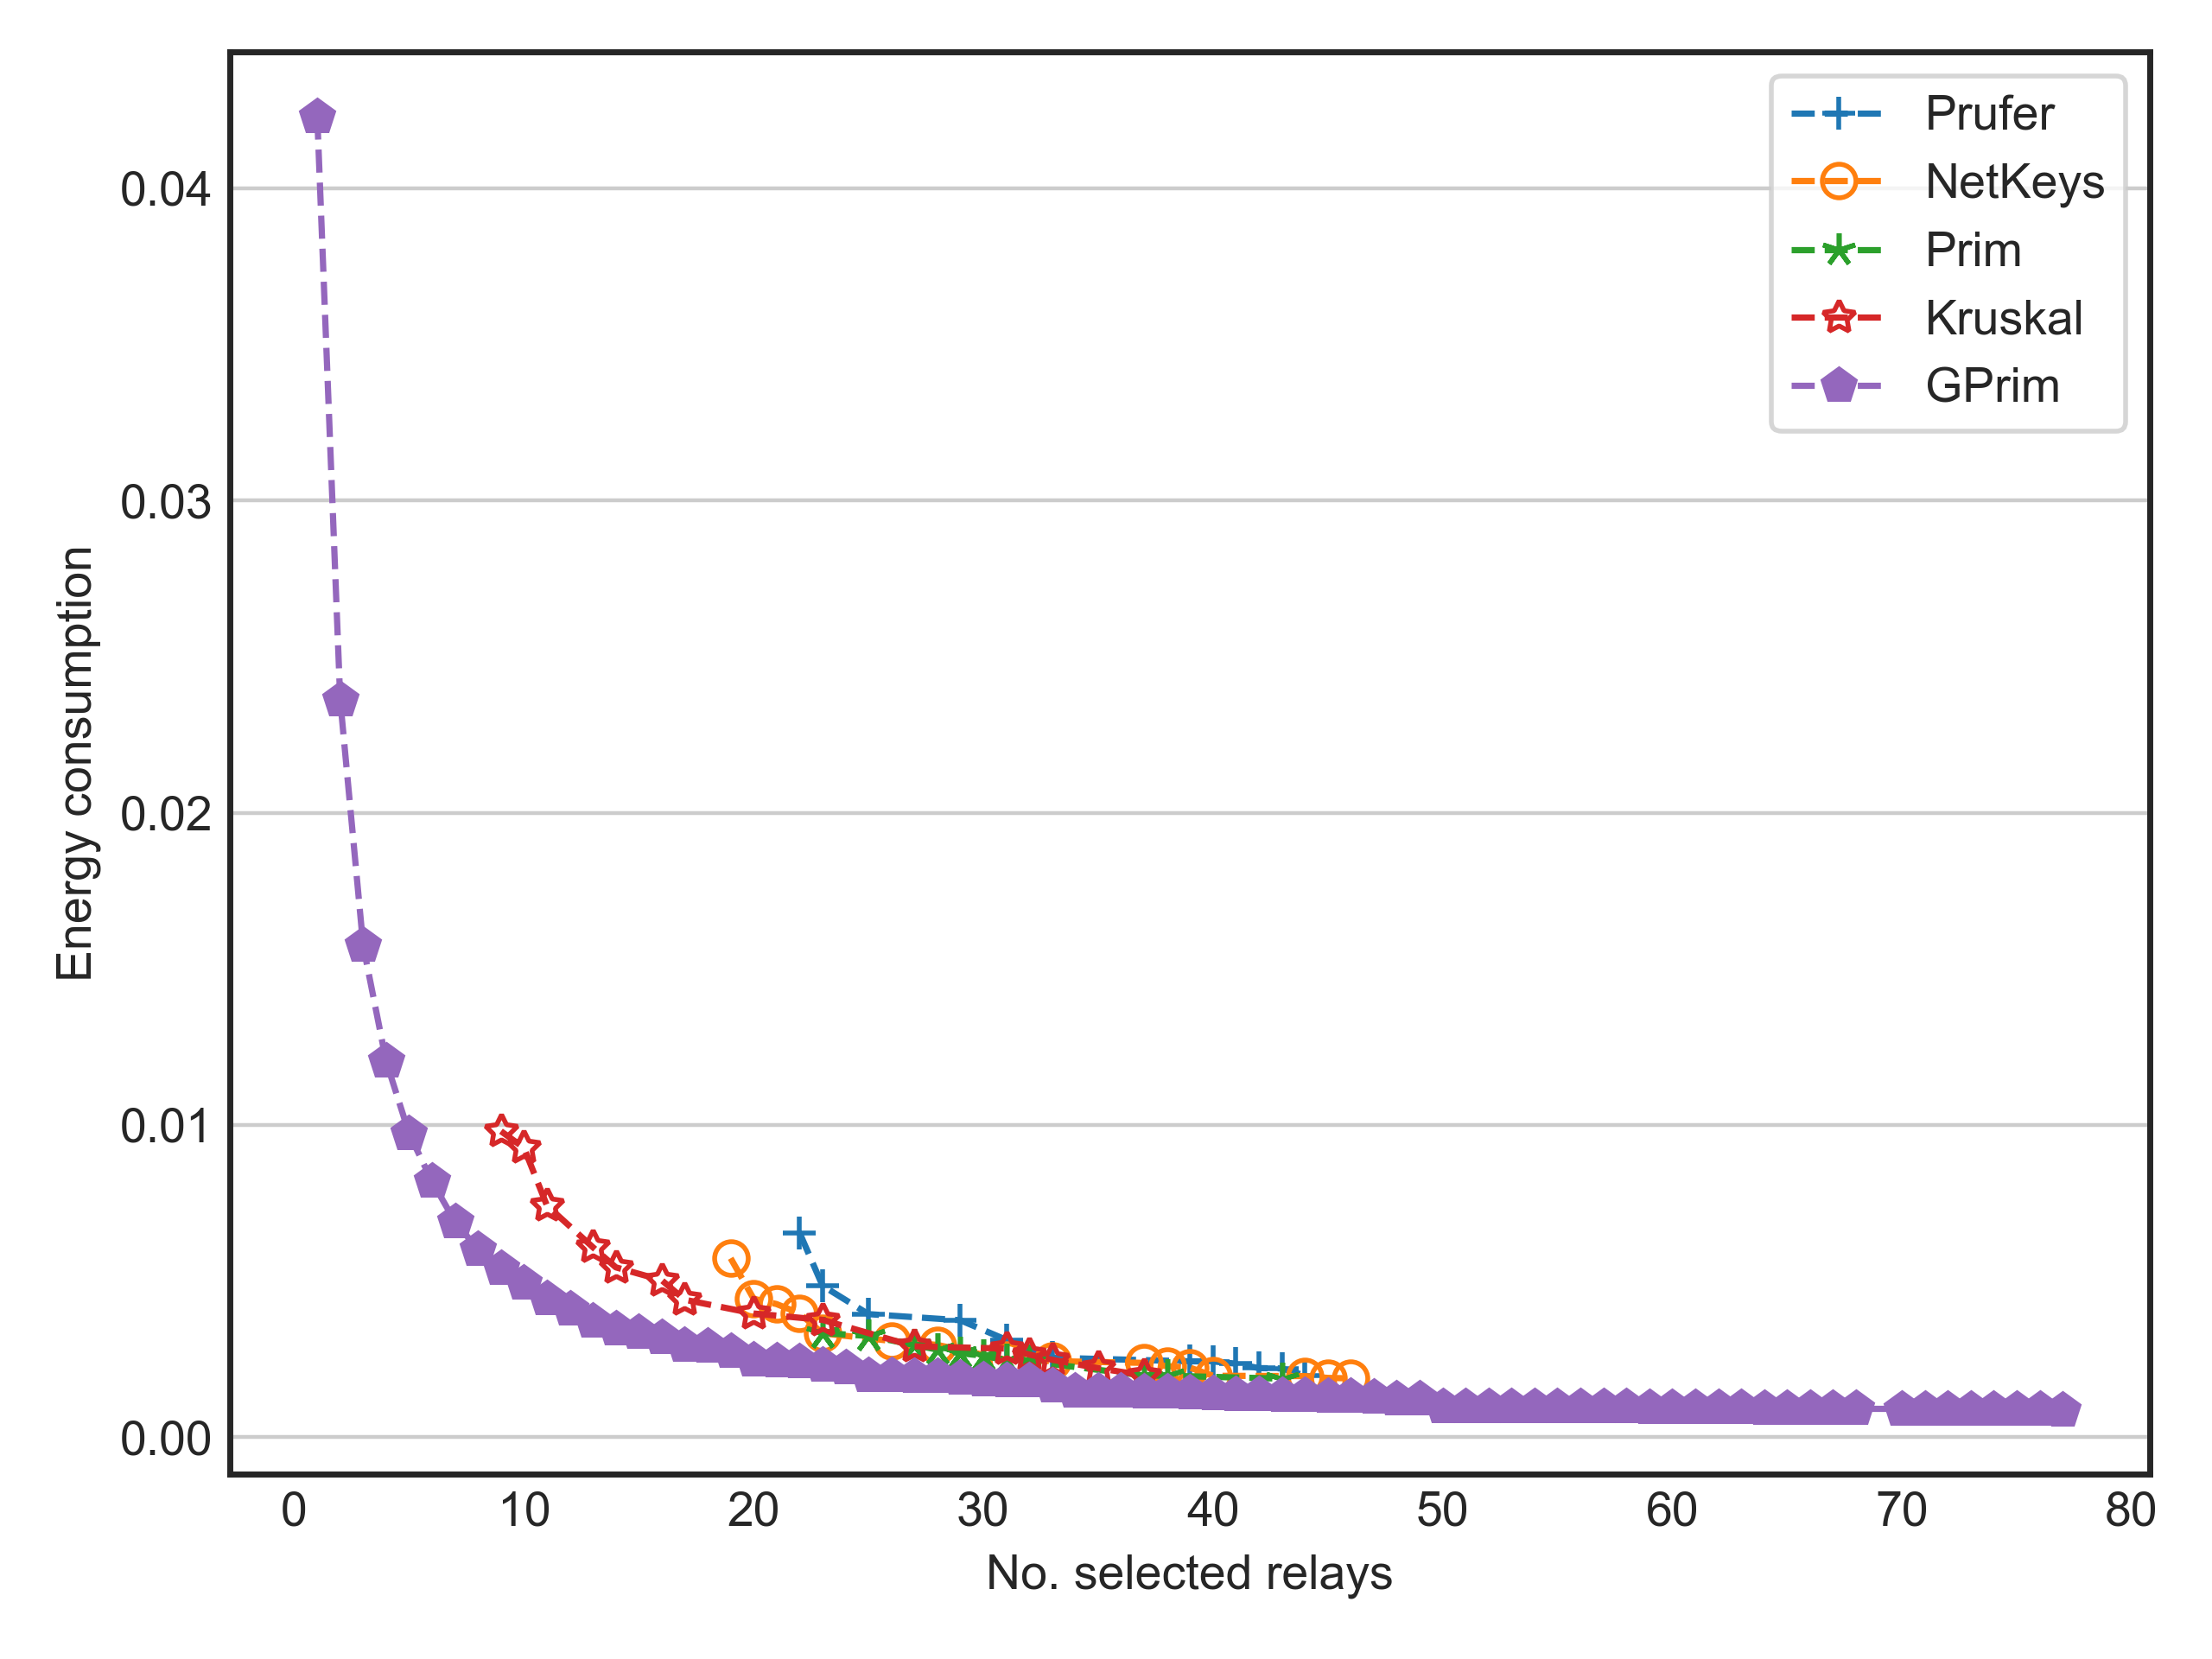 Prufer
NetKeys
Prim
Kruskal
GPrim
Energy consumption
0.04
0.03
0.02
0.01
0.00
0 10 20 30 40 50 60 70 80
No. selected relays